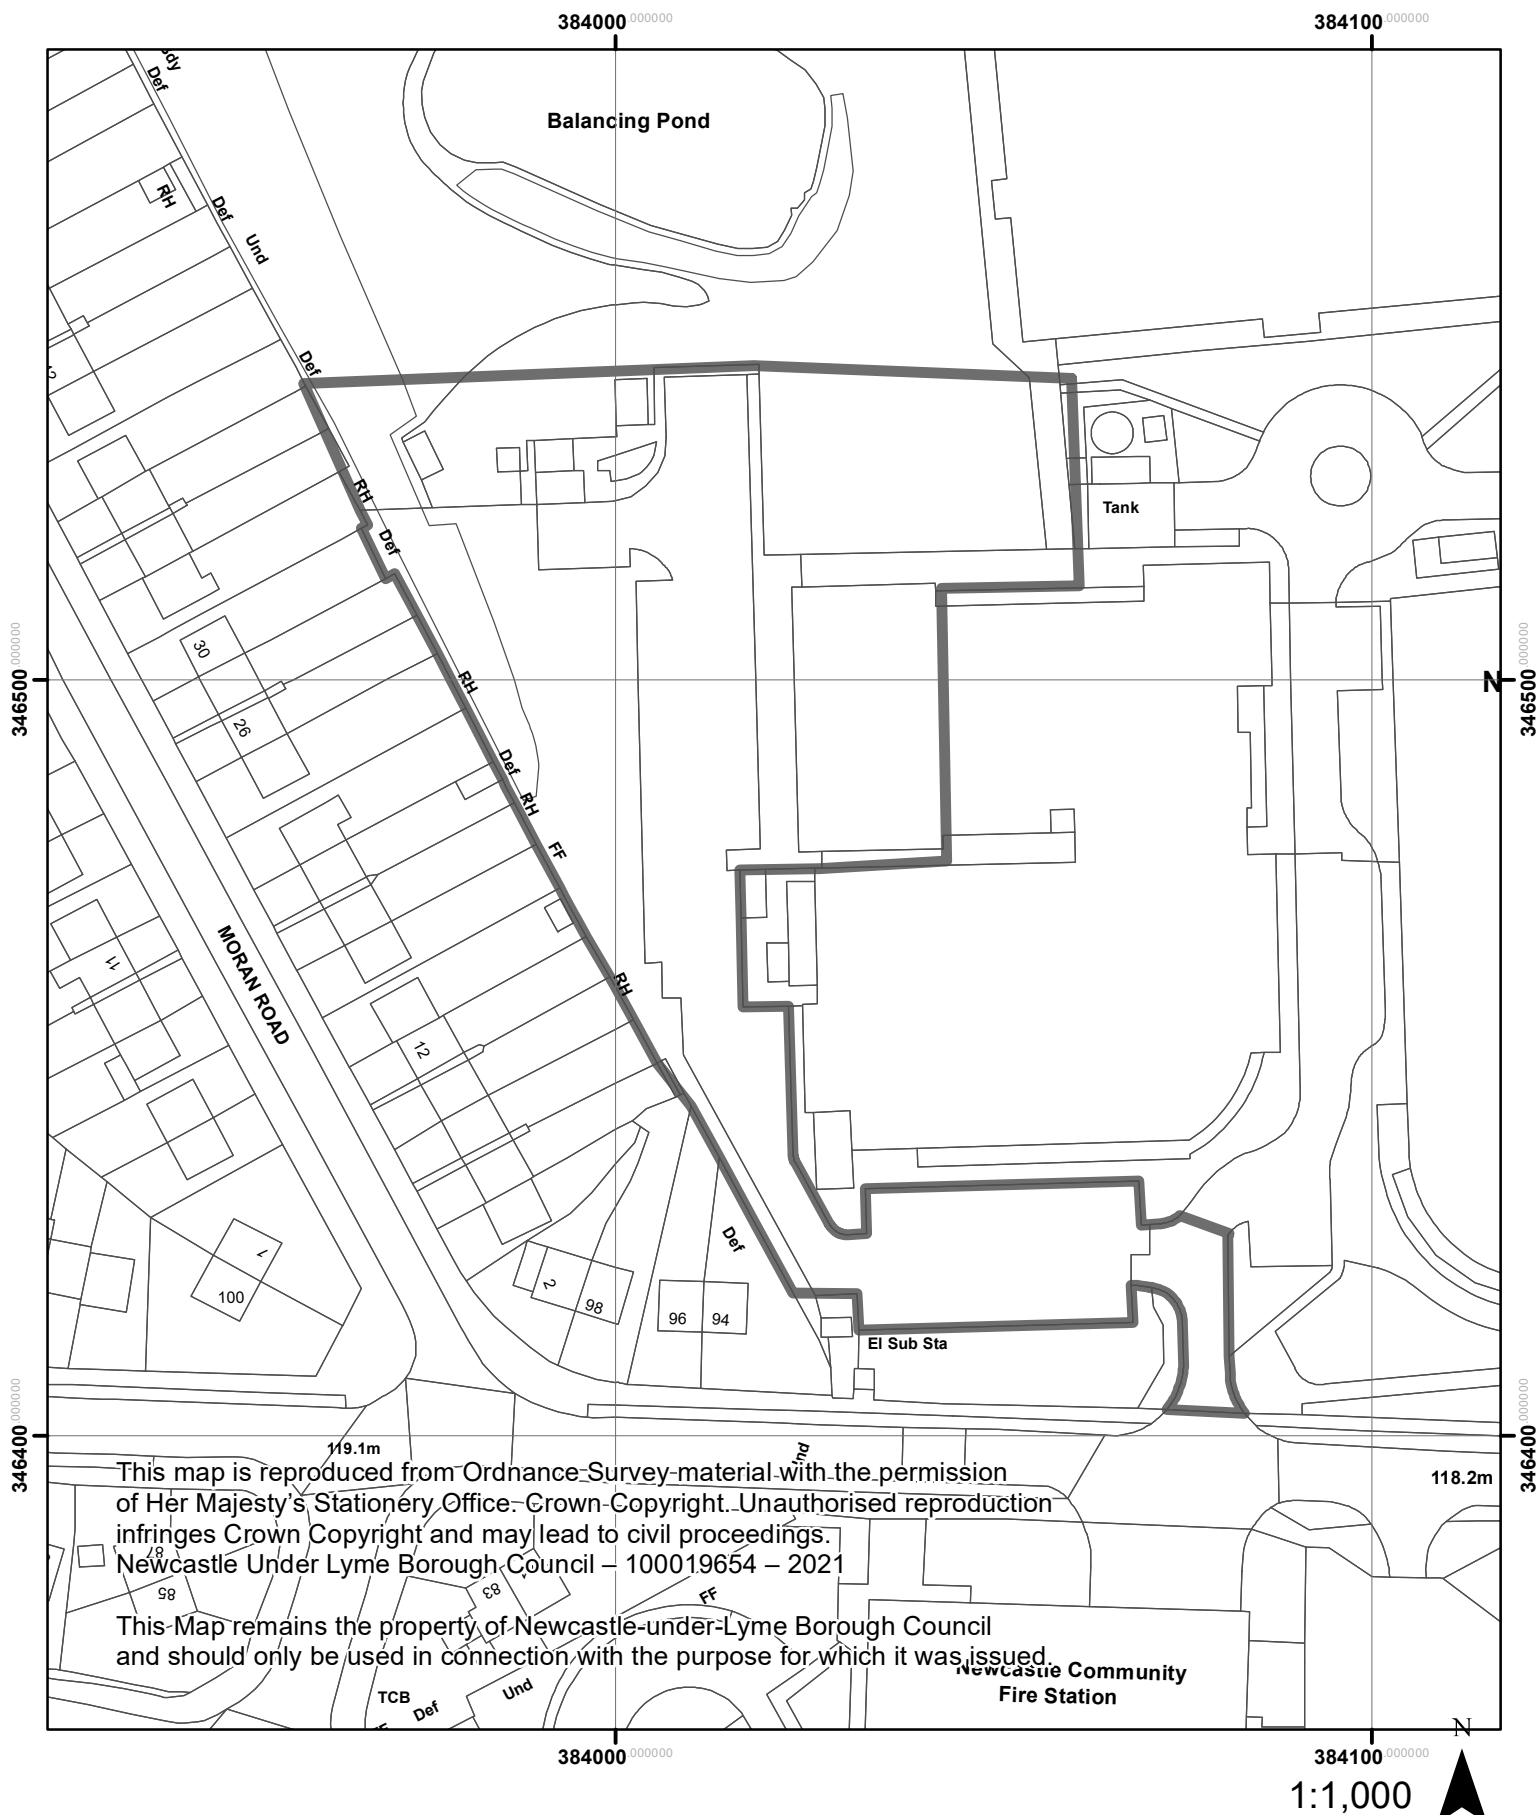 384000.000000
384100.000000
ody
Def
Balancing Pond
RH
Def
Und
Def
RH
Def
Tank
346500.000000
346500.000000
N
30
RH
26
Def
RH
FF
MORAN ROAD
11
RH
12
Def
1
100
2
98
96
94
El Sub Sta
346400.000000
346400.000000
119.1m
118.2m
This map is reproduced from Ordnance Survey material with the permission
of Her Majesty's Stationery Office. Crown Copyright. Unauthorised reproduction
infringes Crown Copyright and may lead to civil proceedings.
Newcastle Under Lyme Borough Council – 100019654 – 2021
87
85
83
FF
This Map remains the property of Newcastle-under-Lyme Borough Council
and should only be used in connection with the purpose for which it was issued.
Newcastle Community
Fire Station
TCB
Def
Und
N
384000.000000
384100.000000
1:1,000